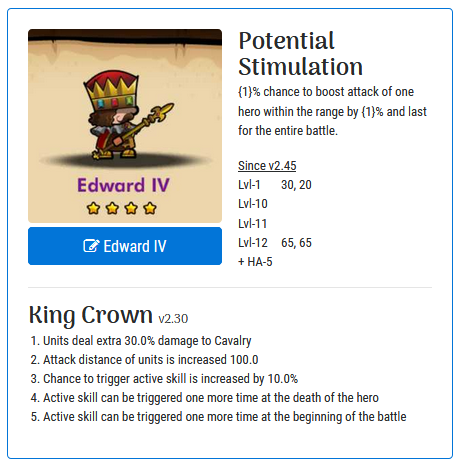 Potential
Stimulation
{1}% chance to boost attack of one
hero within the range by {1}% and last
for the entire battle.
Since v2.45
Lvl-1 30, 20
Lvl-10
Lvl-11
Lvl-12 65, 65
+ HA-5
Edward IV
Edward IV
King Crown v2.30
1. Units deal extra 30.0% damage to Cavalry
2. Attack distance of units is increased 100.0
3. Chance to trigger active skill is increased by 10.0%
4. Active skill can be triggered one more time at the death of the hero
5. Active skill can be triggered one more time at the beginning of the battle